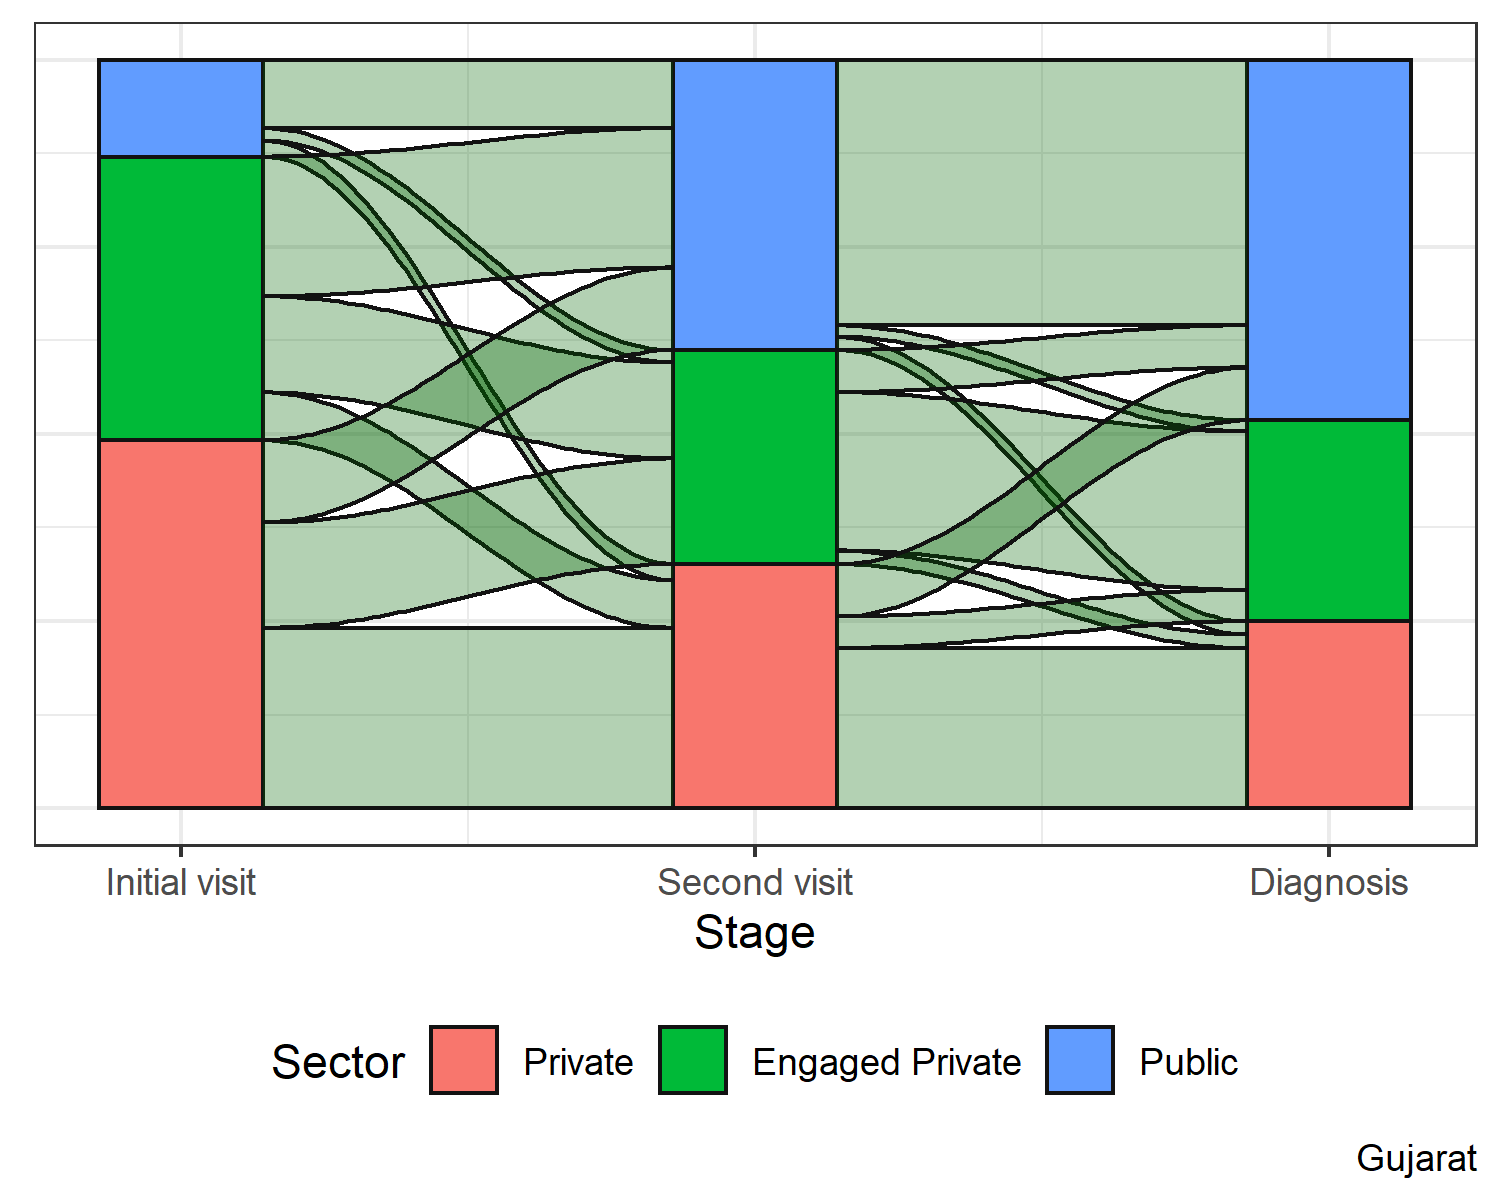 Initial visit Second visit Diagnosis
Stage
Sector Private Engaged Private Public
Gujarat